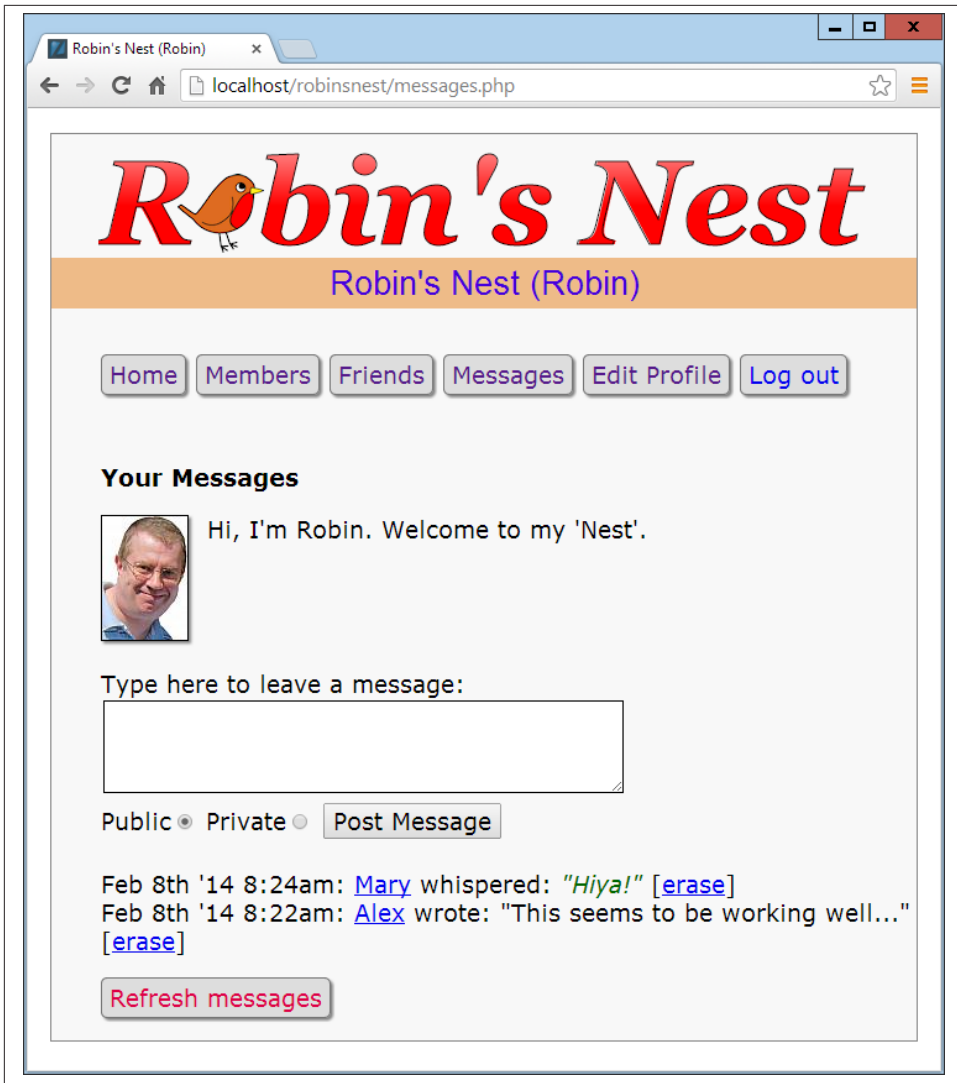 Robin's Nest (Robin)
localhost/robinsnest/messages.php
Robin's Nest
Robin's Nest (Robin)
Home Members Friends Messages Edit Profile Log out
Your Messages
Hi, I'm Robin. Welcome to my 'Nest'.
Type here to leave a message:
Public Private Post Message
Feb 8th '14 8:24am: Mary whispered: "Hiya!" [erase]
Feb 8th '14 8:22am: Alex wrote: "This seems to be working well..."
[erase]
Refresh messages